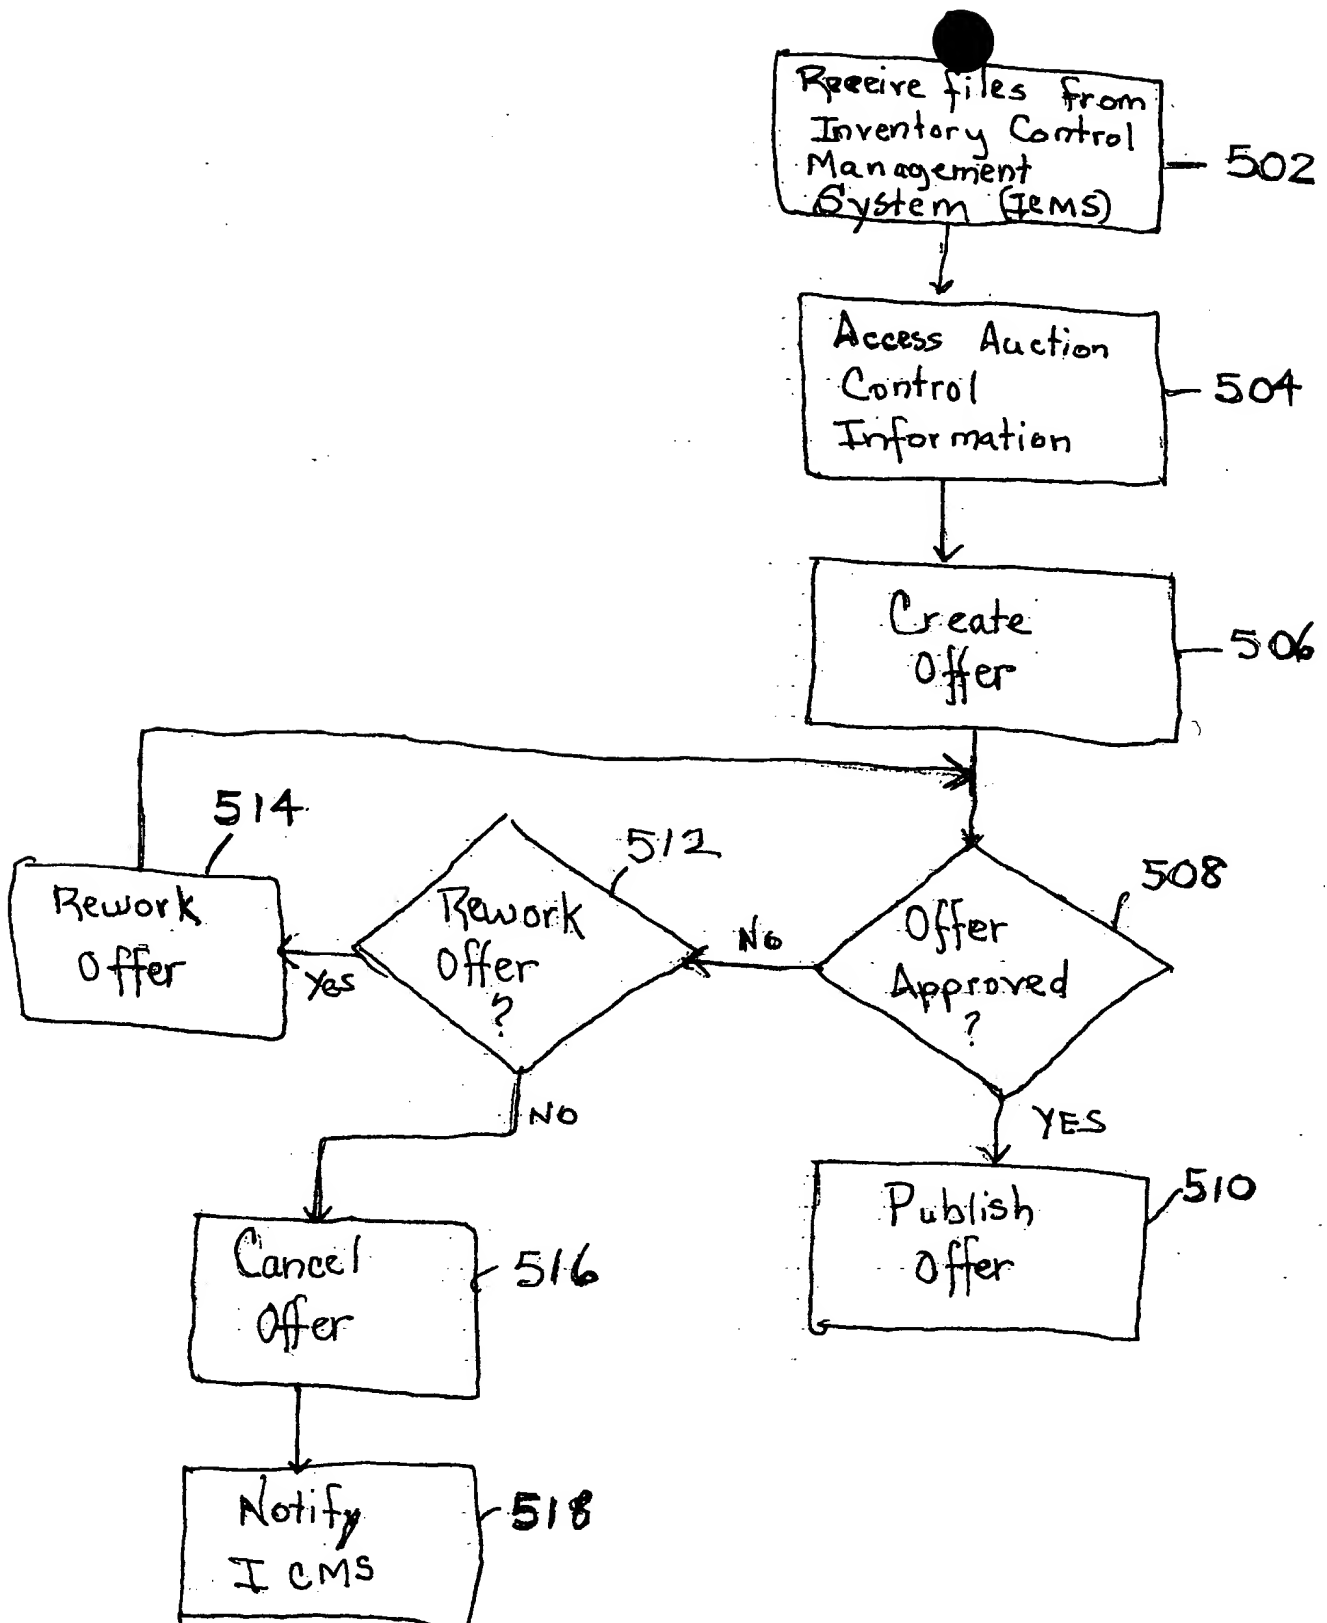 Receive files from
Inventory Control
Management
System (ICMS)
502
Access Auction
Control
Information
504
Create
Offer
506
514
512
508
Rework
Offer
Yes
Rework
Offer
?
No
Offer
Approved
?
NO
YES
Cancel
Offer
516
Publish
Offer
510
Notify
ICMS
518